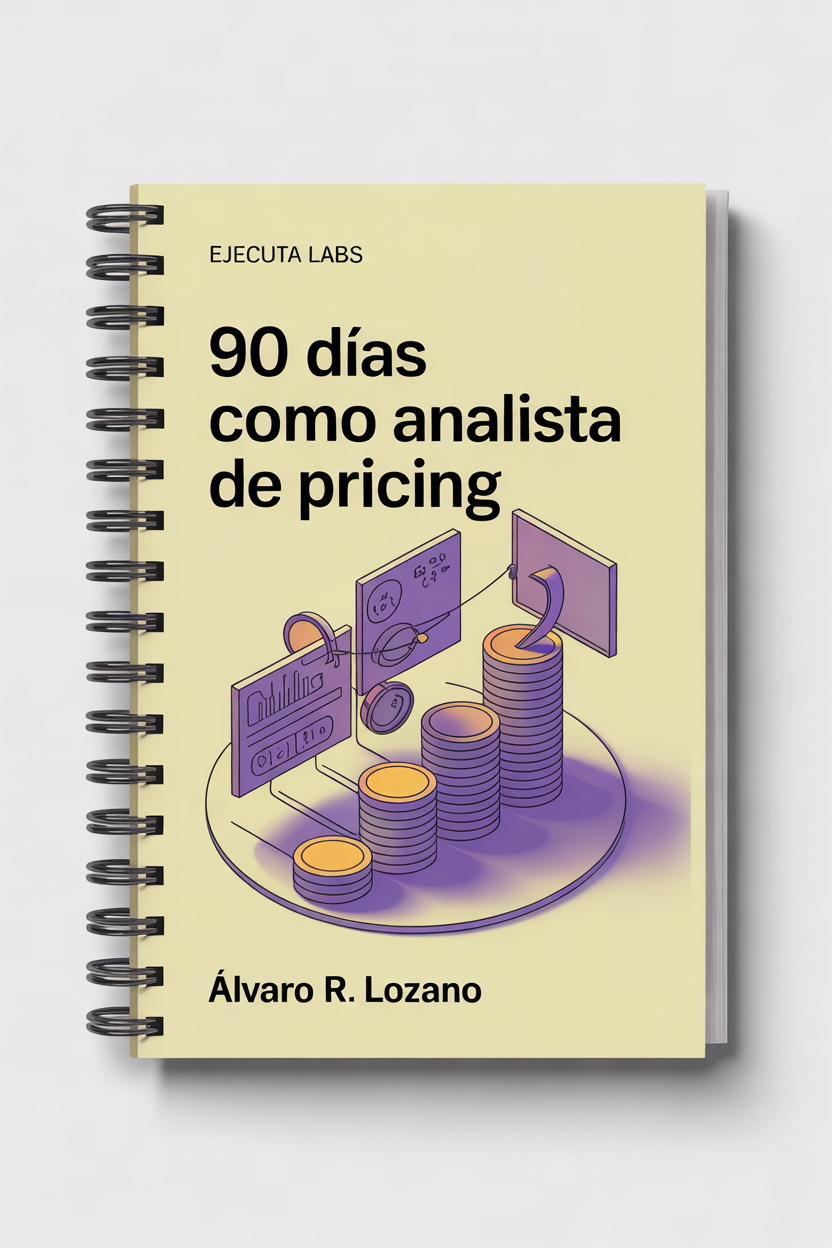 EJECUTA LABS
90 días
como analista
de pricing
Álvaro R. Lozano